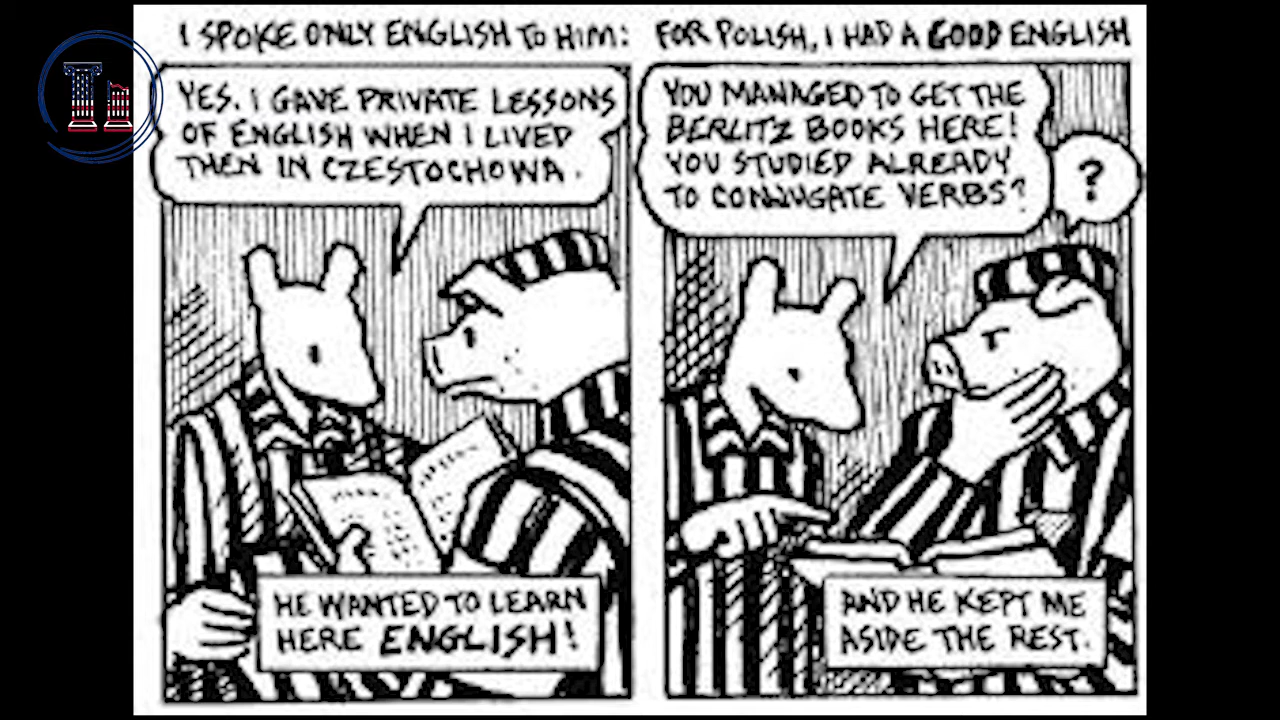 I SPOKE ONLY ENGLISH TO HIM:
YES. I GAVE PRIVATE LESSONS
OF ENGLISH WHEN I LIVED
THEN IN CZESTOCHOWA.
HE WANTED TO LEARN
HERE ENGLISH!
FOR POLISH, I HAD A GOOD ENGLISH
YOU MANAGED TO GET THE
BERLITZ BOOKS HERE!
YOU STUDIED ALREADY
TO CONJUGATE VERBS?
?
AND HE KEPT ME
ASIDE THE REST.